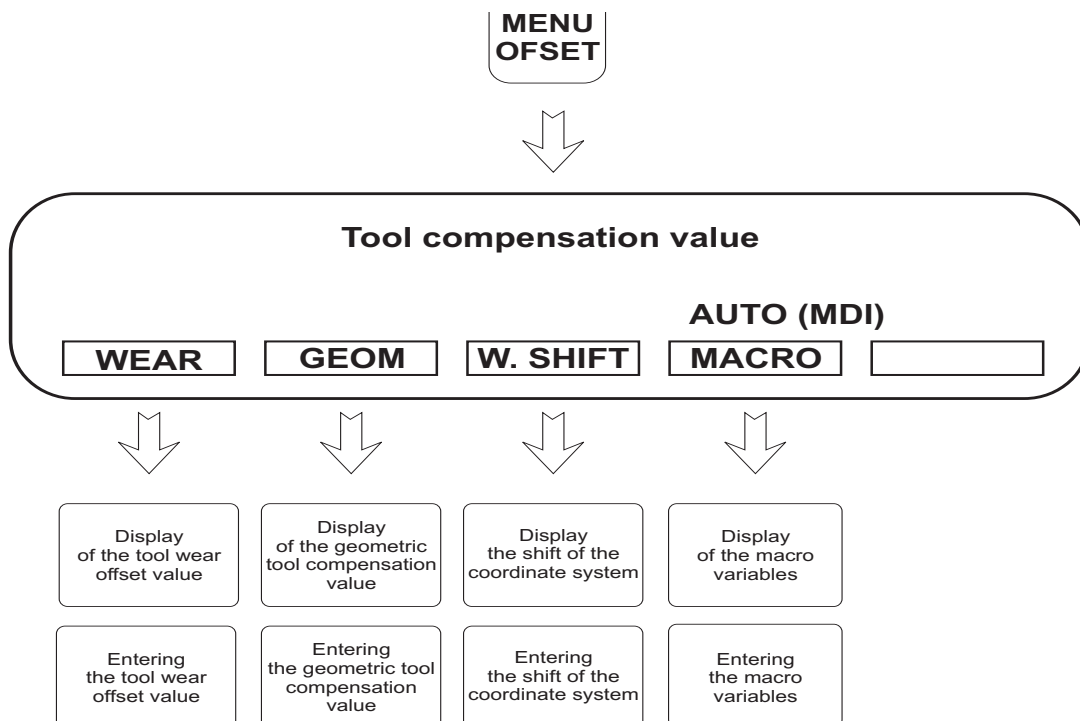 MENU
OFSET
Tool compensation value
AUTO (MDI)
WEAR GEOM W. SHIFT MACRO
Display
of the tool wear
offset value
Display
of the geometric
tool compensation
value
Display
the shift of the
coordinate system
Display
of the macro
variables
Entering
the tool wear
offset value
Entering
the geometric tool
compensation
value
Entering
the shift of the
coordinate system
Entering
the macro
variables